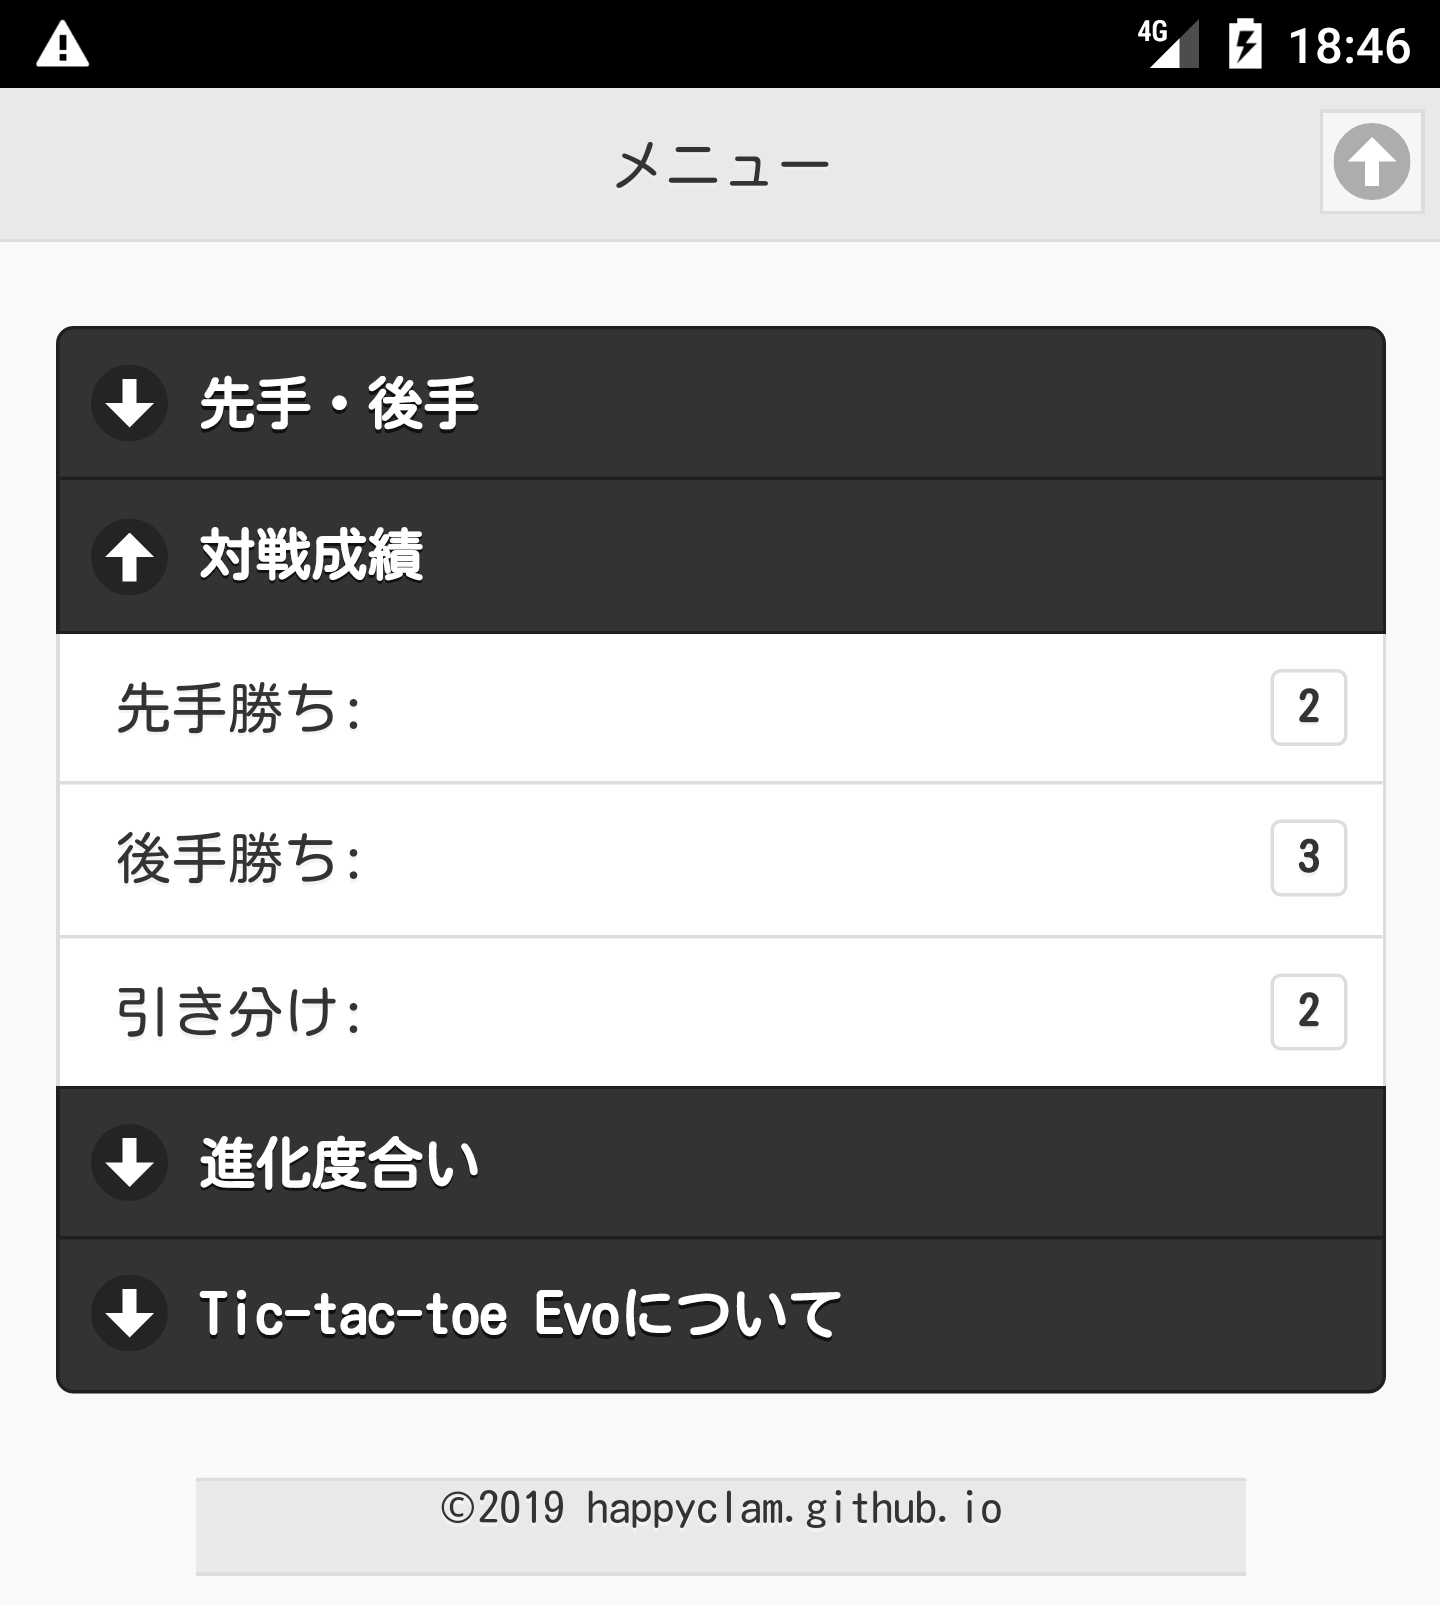 4G 18:46
メニュー
先手・後手
対戦成績
先手勝ち: 2
後手勝ち: 3
引き分け: 2
進化度合い
Tic-tac-toe Evoについて
©2019 happyclam.github.io